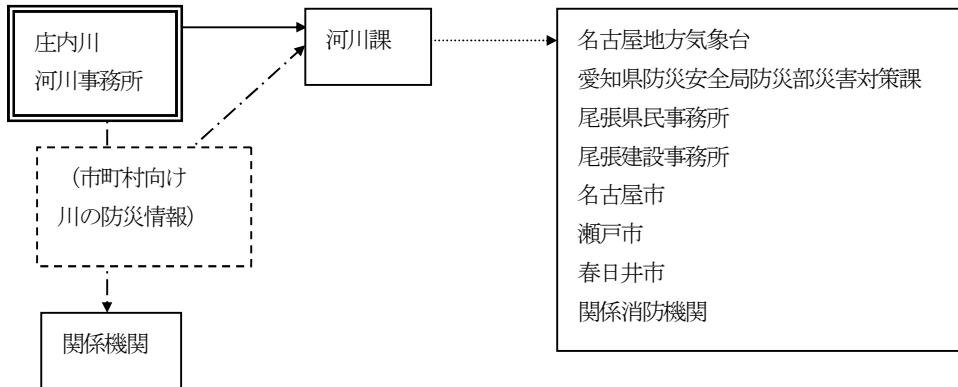 庄内川
河川事務所
河川課
名古屋地方気象台
愛知県防災安全局防災部災害対策課
尾張県民事務所
尾張建設事務所
名古屋市
瀬戸市
春日井市
関係消防機関
（市町村向け
川の防災情報）
関係機関